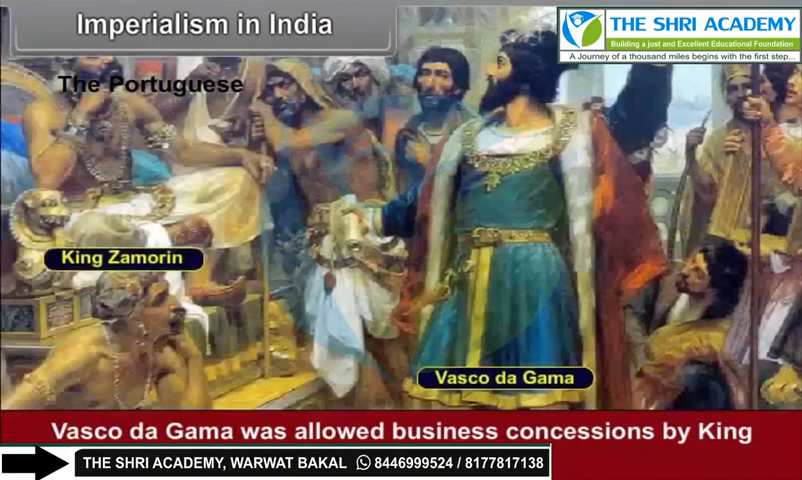 Imperialism in India
THE SHRI ACADEMY
Building a just and Excellent Educational Foundation
A Journey of a thousand miles begins with the first step...
The Portuguese
King Zamorin
Vasco da Gama
Vasco da Gama was allowed business concessions by King
THE SHRI ACADEMY, WARWAT BAKAL 8446999524 / 8177817138